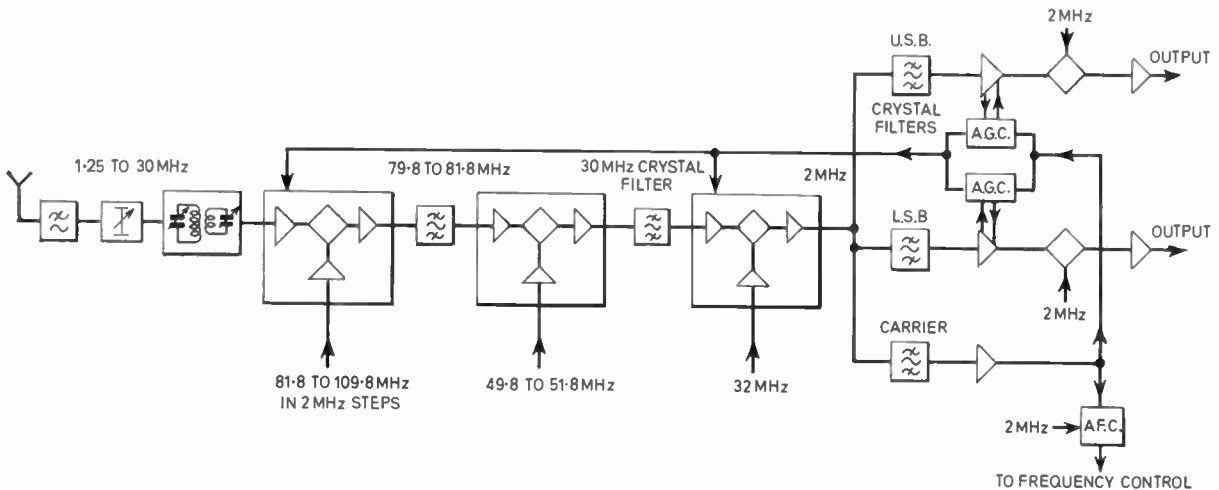 2MHz
U.S.B.
OUTPUT
CRYSTAL
FILTERS
A.G.C.
1·25 TO 30MHz
79·8 TO 81·8MHz
30MHz CRYSTAL
FILTER
2MHz
A.G.C.
L.S.B
OUTPUT
2MHz
CARRIER
81·8 TO 109·8MHz
IN 2MHz STEPS
49·8 TO 51·8MHz
32MHz
2MHz
A.F.C.
TO FREQUENCY CONTROL